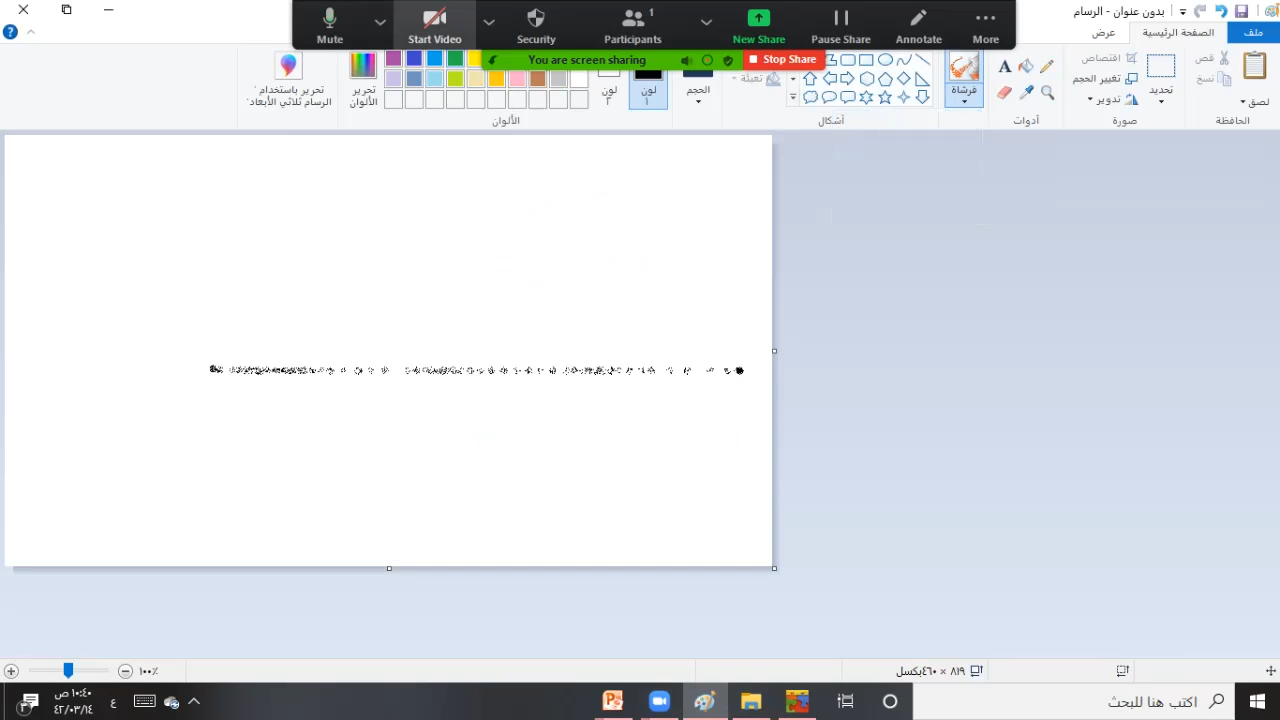 بدون عنوان - الرسام
Mute
Start Video
Security
Participants
1
New Share
Pause Share
Annotate
More
You are screen sharing
Stop Share
ملف
الصفحة الرئيسية
عرض
لصق
قص
نسخ
الحافظة
تحديد
اقتصاص
تغيير الحجم
تدوير
صورة
أدوات
فرشاة
أشكال
تعبئة
الحجم
لون
١
لون
٢
الألوان
تحرير
الألوان
تحرير باستخدام
الرسام ثلاثي الأبعاد
٨١٩ × ٤٦٠بكسل
١٠٠٪
اكتب هنا للبحث
ع
١٠:٤٠ ص
٤٢/٠٣/١٤